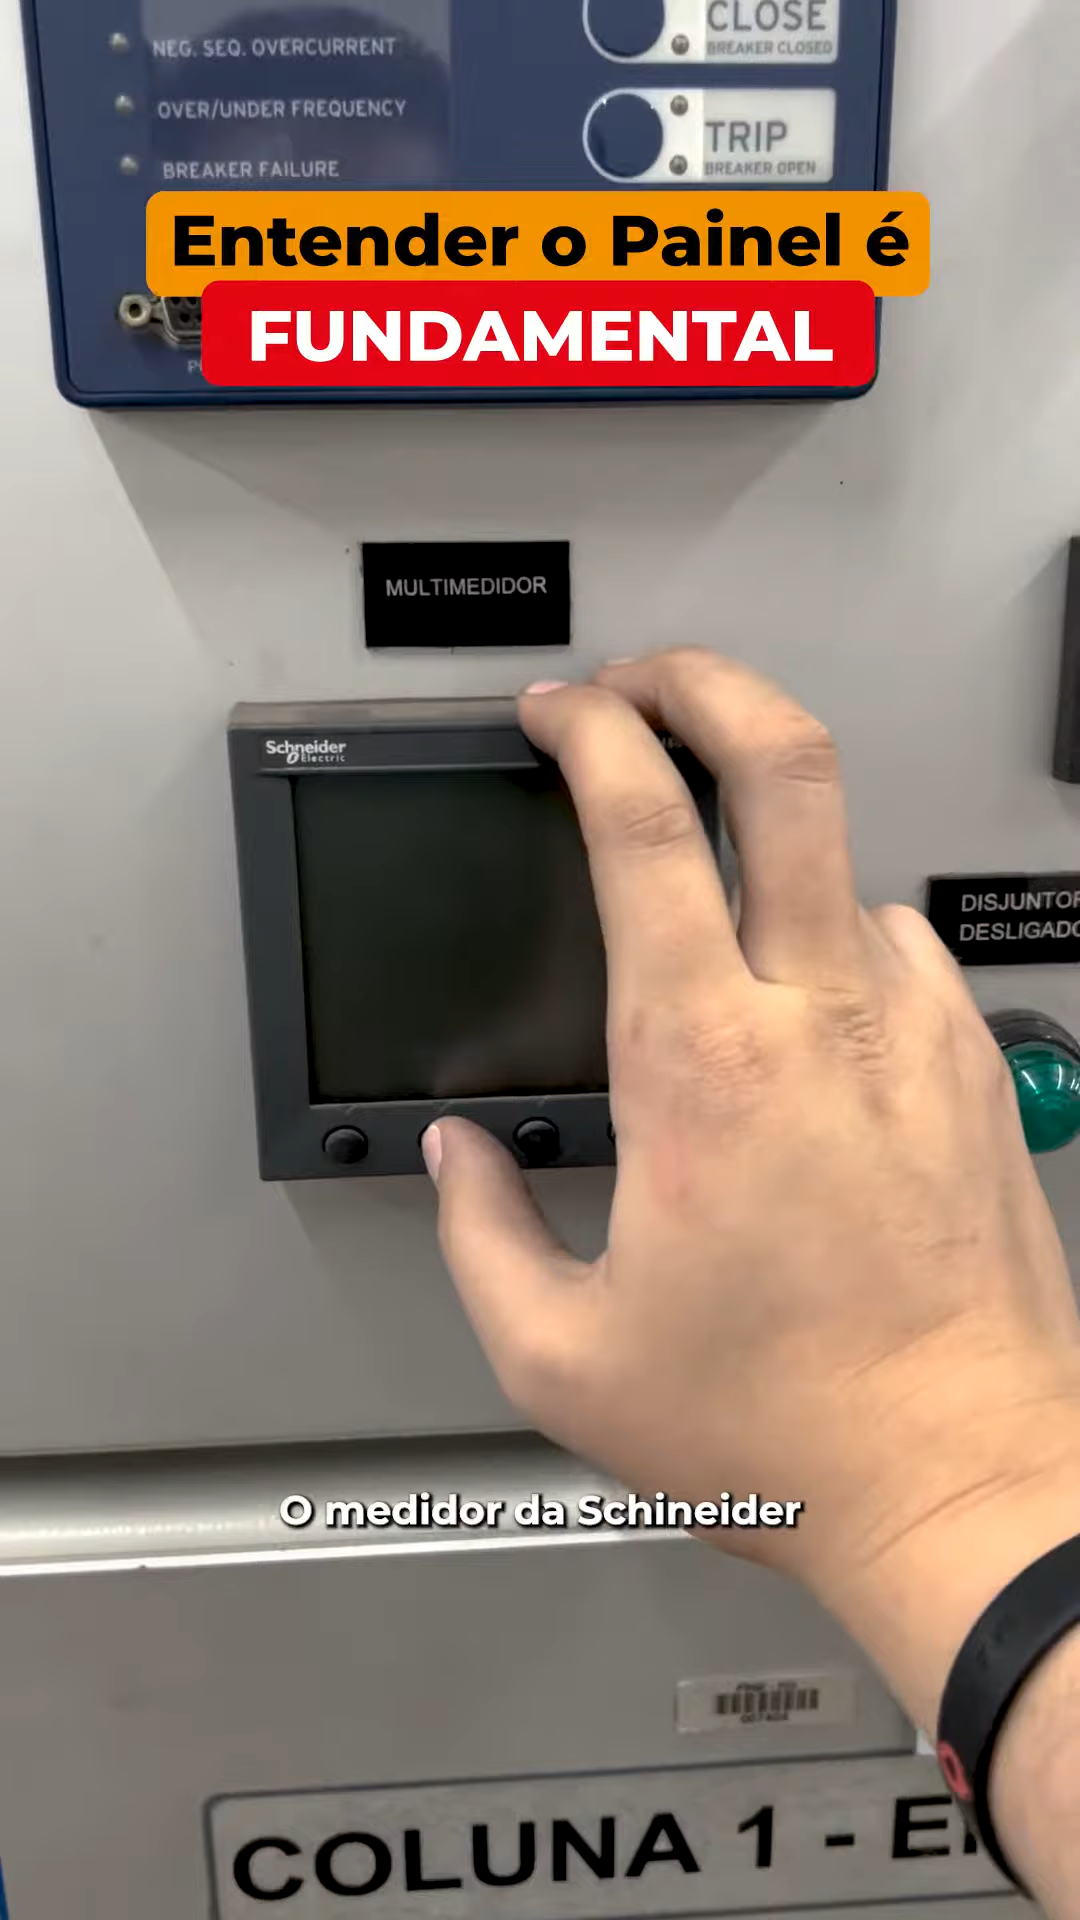 CLOSE
BREAKER CLOSED
NEG. SEQ. OVERCURRENT
OVER/UNDER FREQUENCY
TRIP
BREAKER OPEN
BREAKER FAILURE
Entender o Painel é
FUNDAMENTAL
MULTIMEDIDOR
Schneider
Electric
DISJUNTOR
DESLIGADO
O medidor da Schineider
COLUNA 1 - E